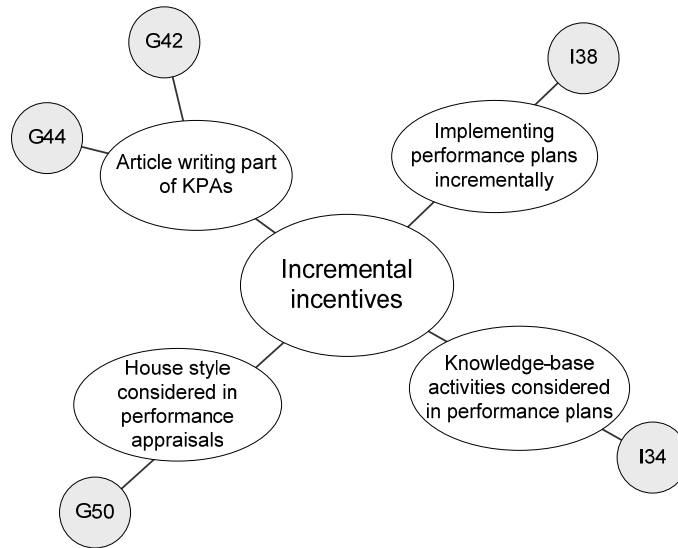 G42
I38
G44
Article writing part
of KPAs
Implementing
performance plans
incrementally
Incremental
incentives
House style
considered in
performance
appraisals
Knowledge-base
activities considered
in performance plans
G50
I34